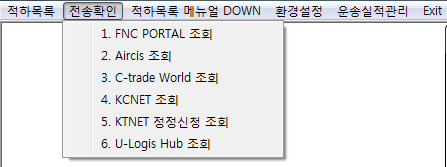 적하목록 전송확인 적하목록 메뉴얼 DOWN 환경설정 운송실적관리 Exit
1. FNC PORTAL 조회
2. Aircis 조회
3. C-trade World 조회
4. KCNET 조회
5. KTNET 정정신청 조회
6. U-Logis Hub 조회